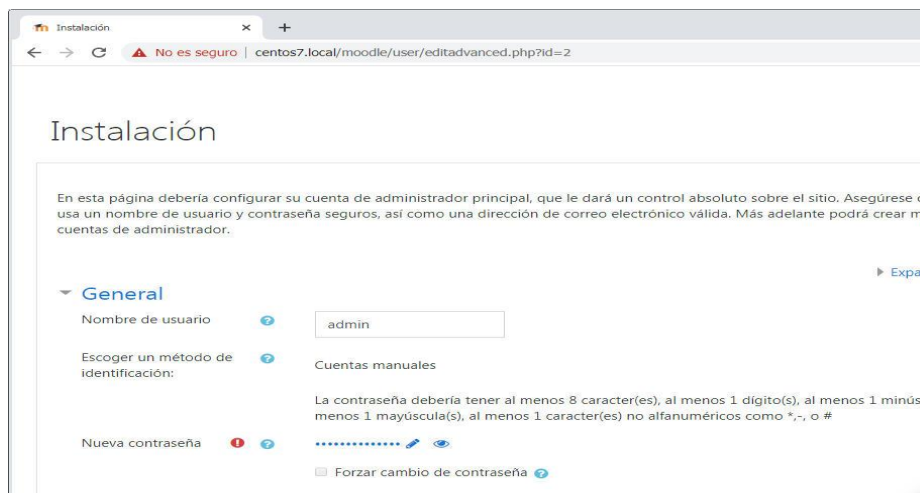 Instalación
No es seguro | centos7.local/moodle/user/editadvanced.php?id=2
Instalación
En esta página debería configurar su cuenta de administrador principal, que le dará un control absoluto sobre el sitio. Asegúrese
usa un nombre de usuario y contraseña seguros, así como una dirección de correo electrónico válida. Más adelante podrá crear
cuentas de administrador.
General
Nombre de usuario
admin
Escoger un método de
identificación:
Cuentas manuales
La contraseña debería tener al menos 8 caracter(es), al menos 1 dígito(s), al menos 1
menos 1 mayúscula(s), al menos 1 caracter(es) no alfanuméricos como *,-, o #
Nueva contraseña
Forzar cambio de contraseña